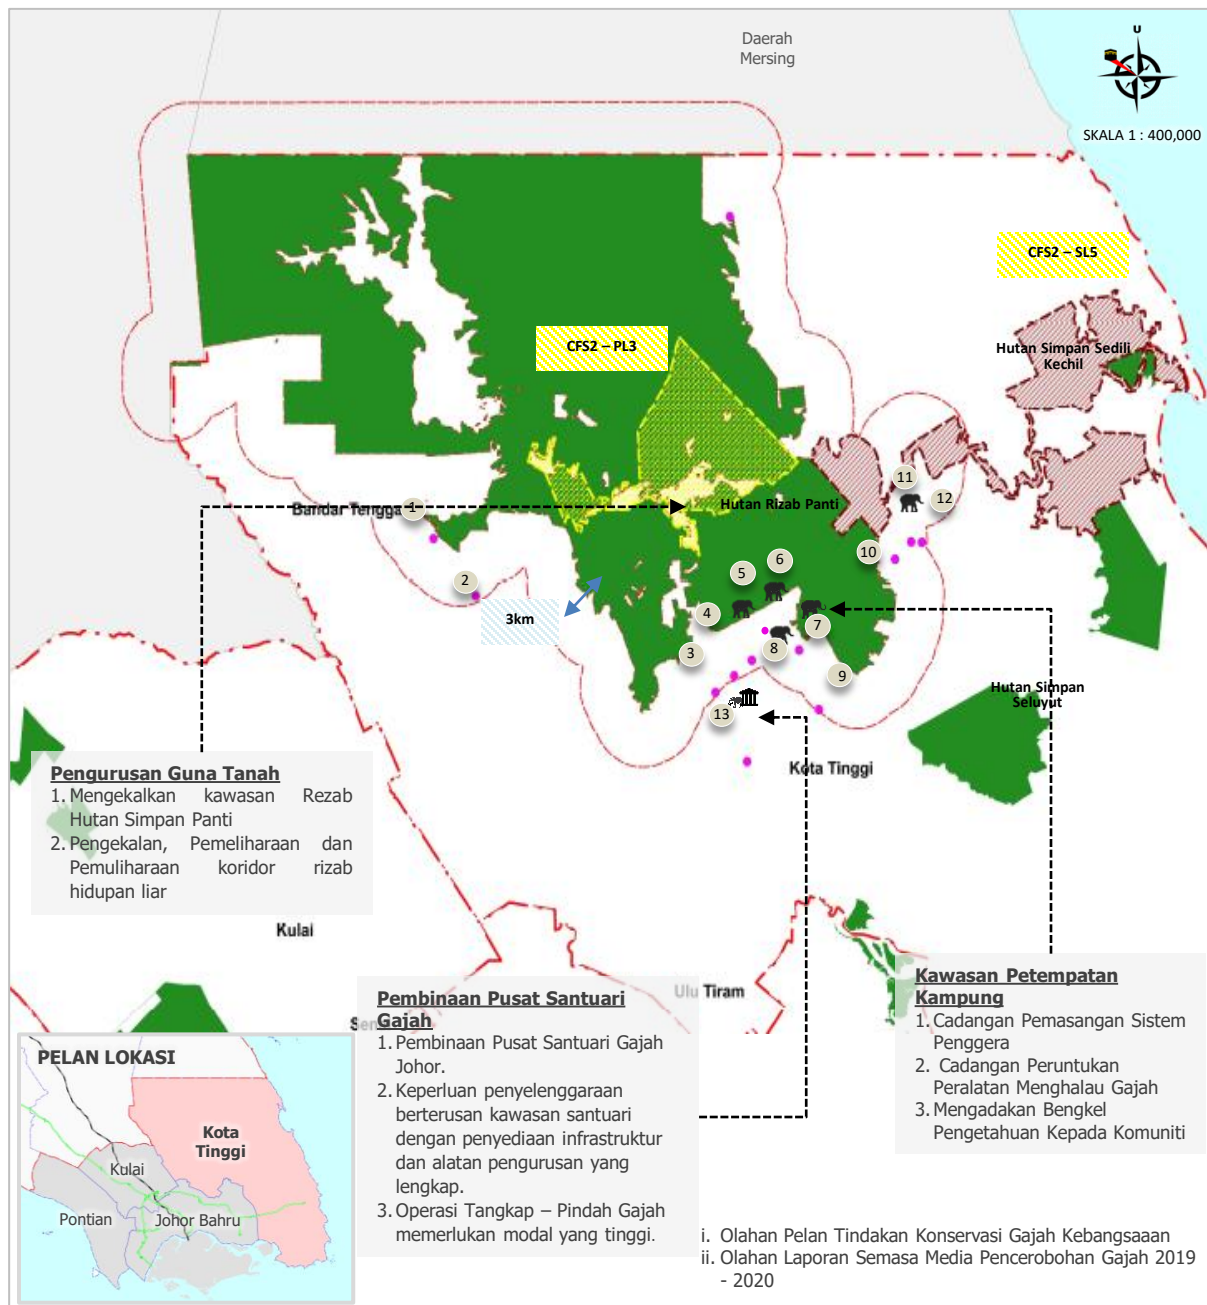 Daerah
Mersing
U
SKALA 1 : 400,000
CFS2 – SL5
CFS2 – PL3
Hutan Simpan Sedili
Kechil
11
12
Bandar Tengga
1
Hutan Rizab Panti
10
6
5
2
3km
4
7
8
3
9
Hutan Simpan
Seluyut
13
Kota Tinggi
Pengurusan Guna Tanah
1. Mengekalkan kawasan Rezab
Hutan Simpan Panti
2. Pengekalan, Pemeliharaan dan
Pemuliharaan koridor rizab
hidupan liar
Kulai
Ulu Tiram
Pembinaan Pusat Santuari
Gajah
1. Pembinaan Pusat Santuari Gajah
Johor.
2. Keperluan penyelenggaraan
berterusan kawasan santuari
dengan penyediaan infrastruktur
dan alatan pengurusan yang
lengkap.
3. Operasi Tangkap – Pindah Gajah
memerlukan modal yang tinggi.
Kawasan Petempatan
Kampung
1. Cadangan Pemasangan Sistem
Penggera
2. Cadangan Peruntukan
Peralatan Menghalau Gajah
3. Mengadakan Bengkel
Pengetahuan Kepada Komuniti
PELAN LOKASI
Kota
Tinggi
Kulai
Pontian
Johor Bahru
i. Olahan Pelan Tindakan Konservasi Gajah Kebangsaaan
ii. Olahan Laporan Semasa Media Pencerobohan Gajah 2019
- 2020